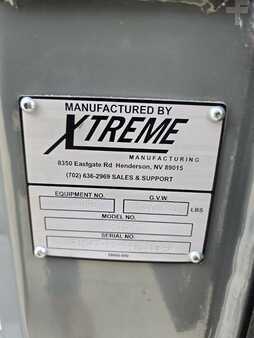 MANUFACTURED BY
XTREME
MANUFACTURING
8350 Eastgate Rd Henderson, NV 89015
(702) 636-2969 SALES & SUPPORT
EQUIPMENT NO. G.V.W.
LBS
MODEL NO.
SERIAL NO.